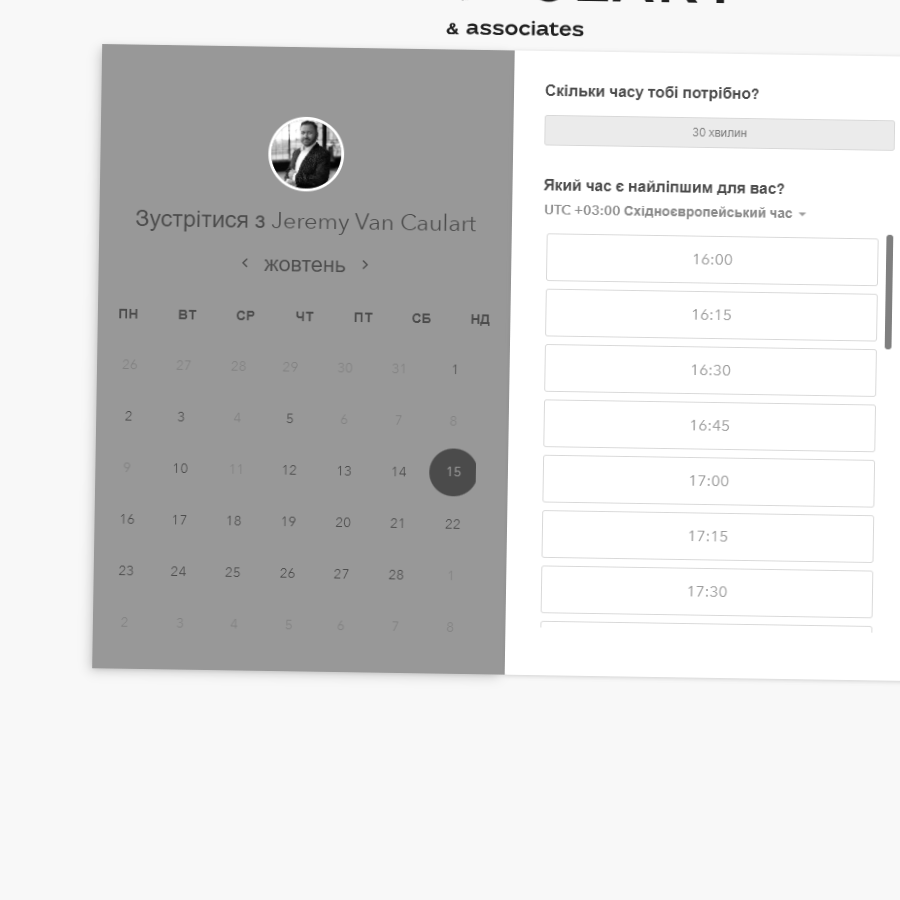 & associates
Зустрітися з Jeremy Van Caulart
жовтень
ПН ВТ СР ЧТ ПТ СБ НД
26 27 28 29 30 31 1
2 3 4 5 6 7 8
9 10 11 12 13 14 15
16 17 18 19 20 21 22
23 24 25 26 27 28 1
2 3 4 5 6 7 8
Скільки часу тобі потрібно?
30 хвилин
Який час є найліпшим для вас?
UTC +03:00 Східноєвропейський час
16:00
16:15
16:30
16:45
17:00
17:15
17:30